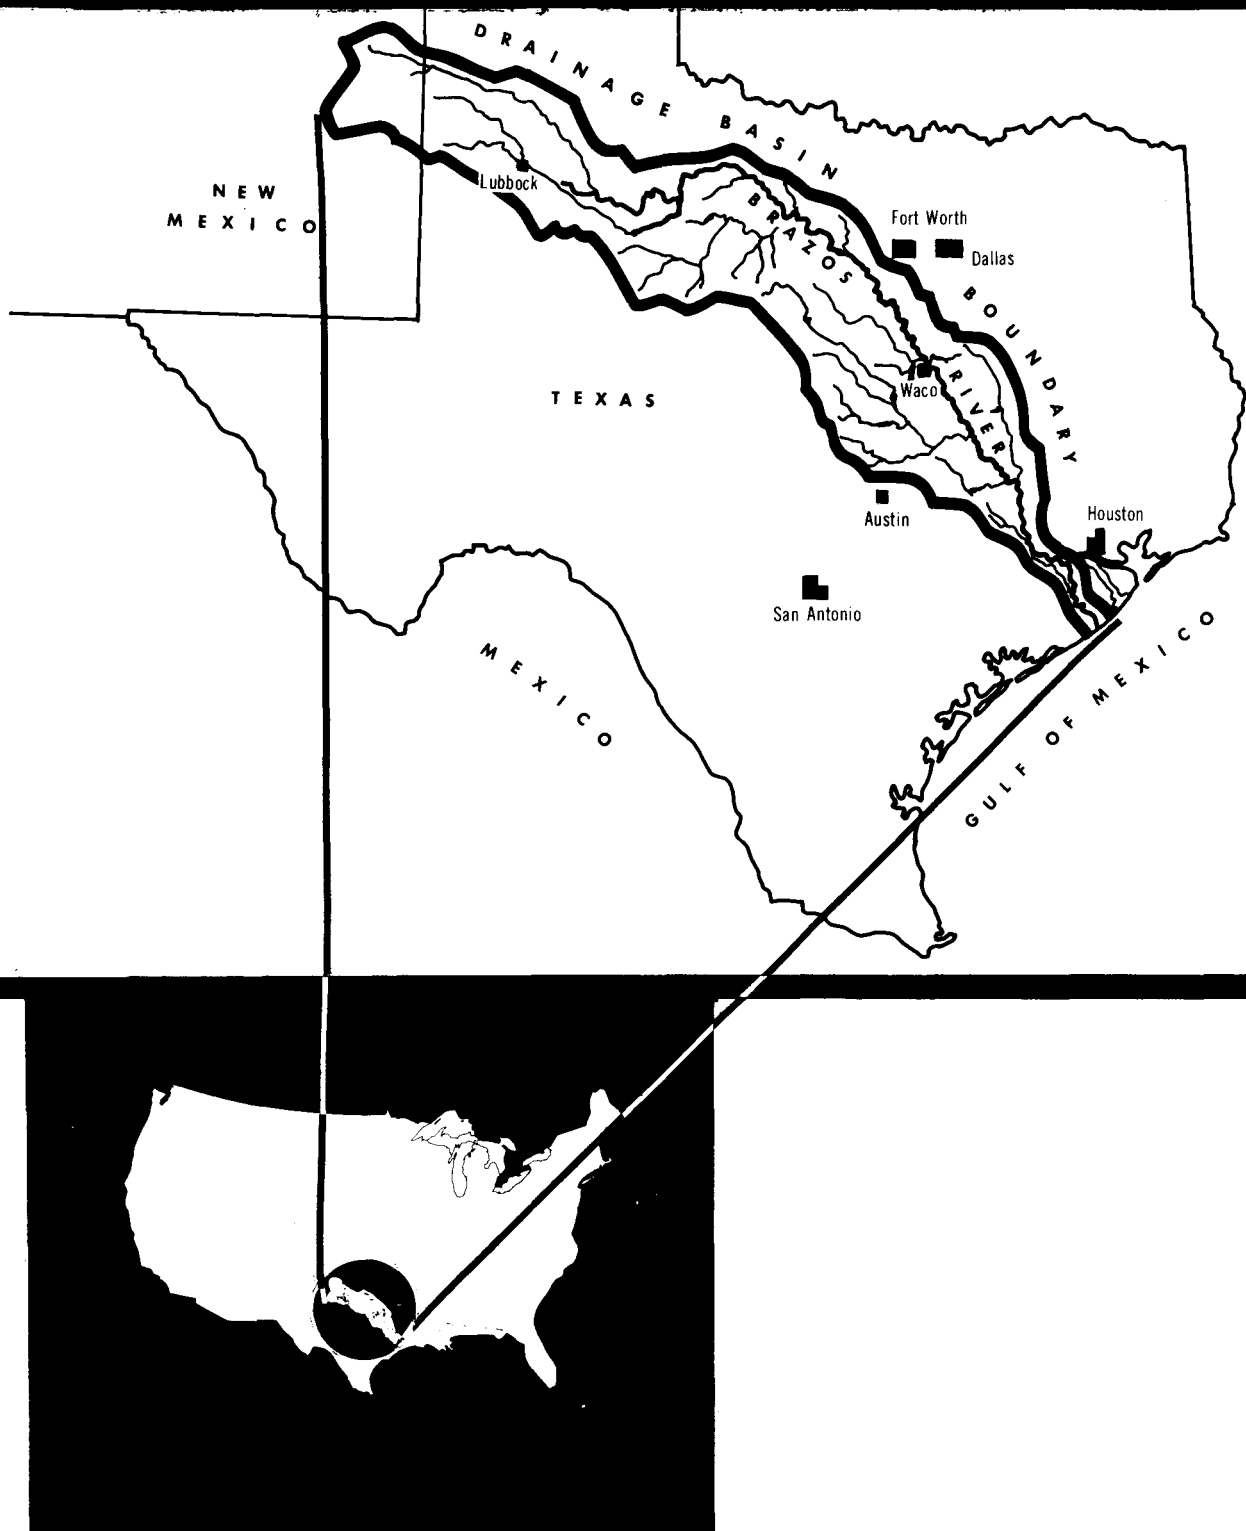 DRAINAGE BASIN BOUNDARY
NEW
MEXICO
Lubbock
BRAZOS RIVER
Fort Worth
Dallas
TEXAS
Waco
Austin
Houston
San Antonio
MEXICO
GULF OF MEXICO